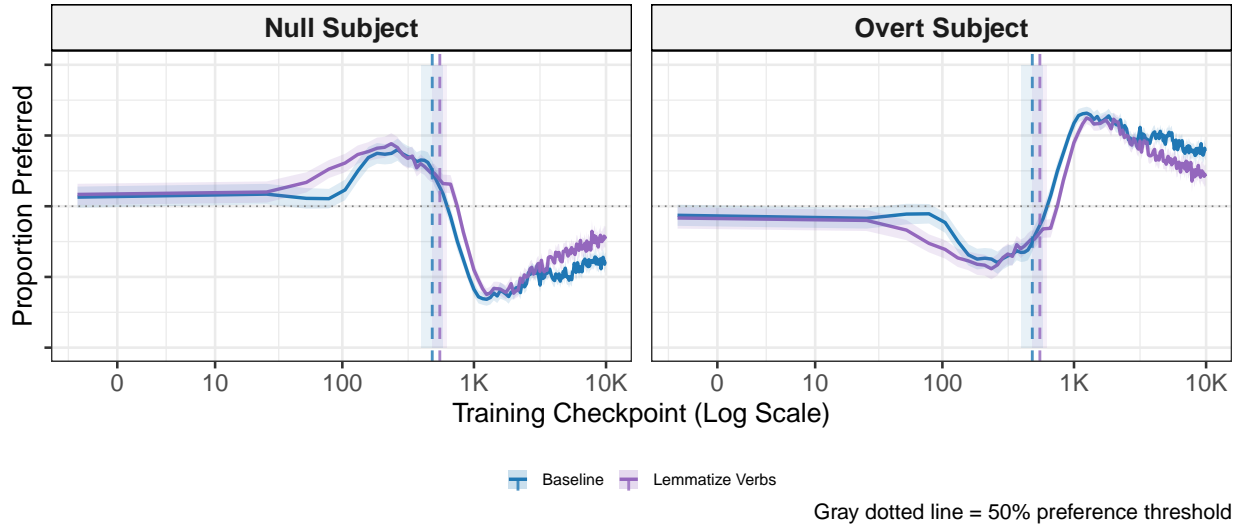 Null Subject
Overt Subject
Proportion Preferred
0 10 100 1K 10K
0 10 100 1K 10K
Training Checkpoint (Log Scale)
Baseline Lemmatize Verbs
Gray dotted line = 50% preference threshold